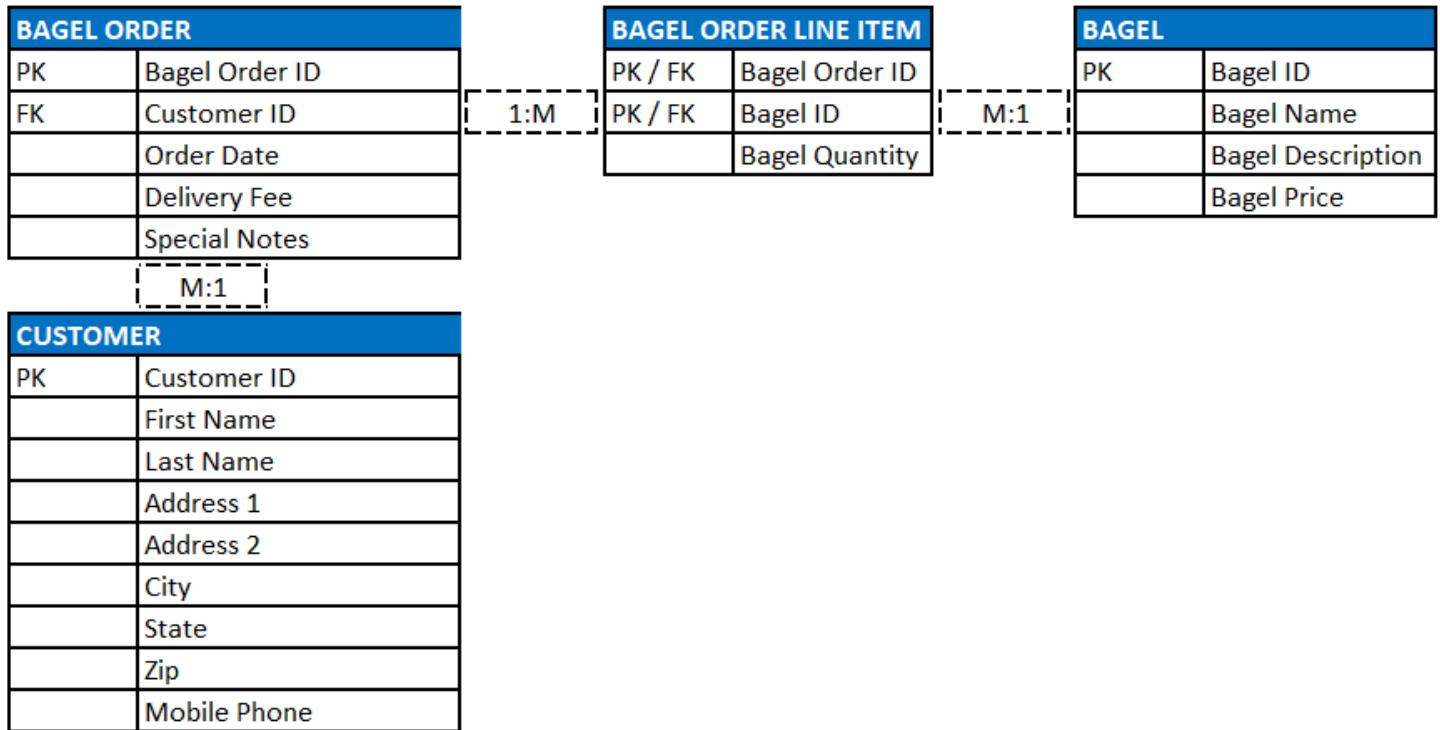 BAGEL ORDER
PK Bagel Order ID
FK Customer ID
Order Date
Delivery Fee
Special Notes
1:M
BAGEL ORDER LINE ITEM
PK / FK Bagel Order ID
PK / FK Bagel ID
Bagel Quantity
M:1
BAGEL
PK Bagel ID
Bagel Name
Bagel Description
Bagel Price
M:1
CUSTOMER
PK Customer ID
First Name
Last Name
Address 1
Address 2
City
State
Zip
Mobile Phone